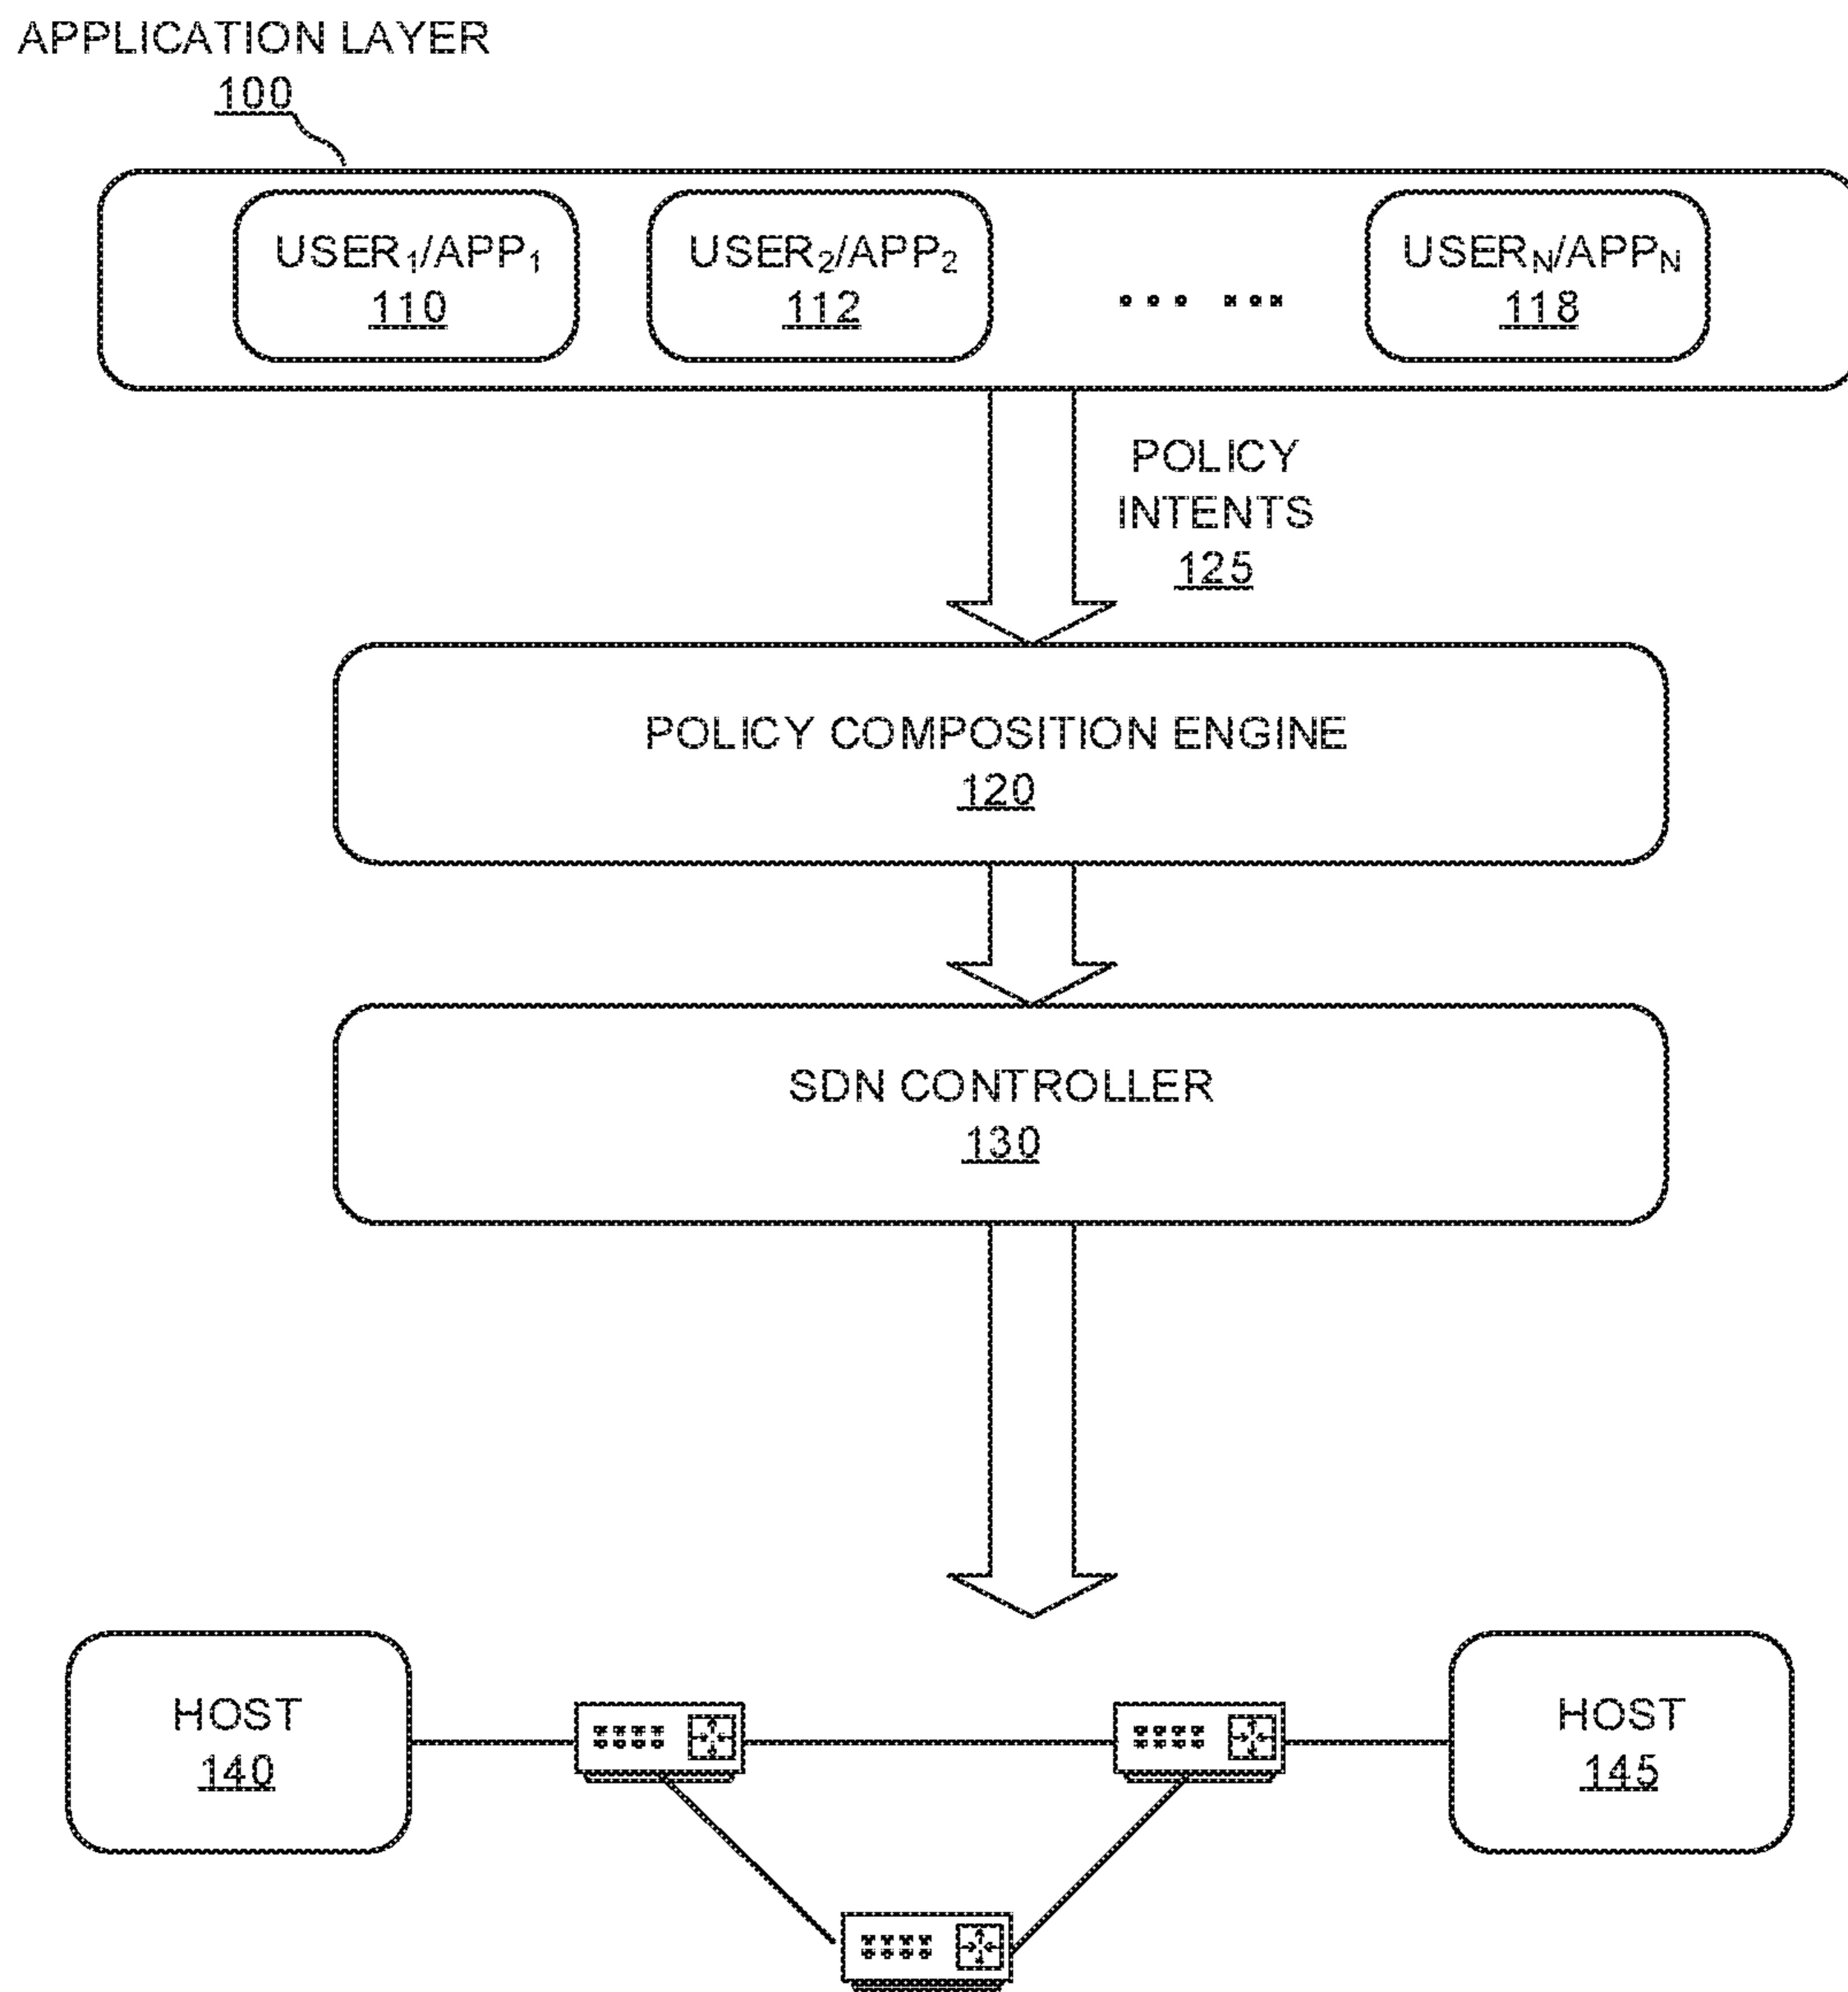 APPLICATION LAYER
100
USER₁/APP₁ USER₂/APP₂ USERN/APPN
110 112 ... ... 118
POLICY
INTENTS
125
POLICY COMPOSITION ENGINE
120
SDN CONTROLLER
130
HOST HOST
140 145